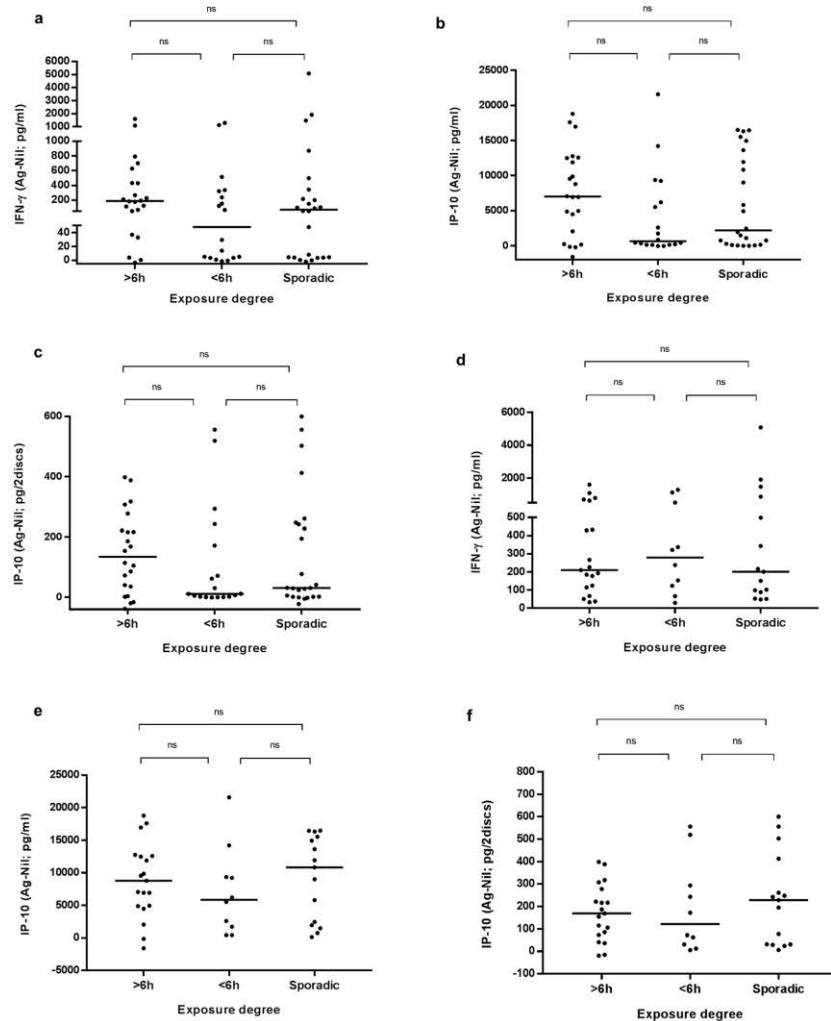 a
ns
ns
ns
IFN-γ (Ag-Nil; pg/ml)
6000
5000
4000
3000
2000
1000
1000
800
600
400
200
40
20
0
>6h
<6h
Sporadic
Exposure degree
b
ns
ns
ns
IP-10 (Ag-Nil; pg/ml)
25000
20000
15000
10000
5000
0
>6h
<6h
Sporadic
Exposure degree
c
ns
ns
ns
IP-10 (Ag-Nil; pg/2discs)
600
400
200
0
>6h
<6h
Sporadic
Exposure degree
d
ns
ns
ns
IFN-γ (Ag-Nil; pg/ml)
6000
4000
2000
500
400
300
200
100
0
>6h
<6h
Sporadic
Exposure degree
e
ns
ns
ns
IP-10 (Ag-Nil; pg/ml)
25000
20000
15000
10000
5000
0
-5000
>6h
<6h
Sporadic
Exposure degree
f
ns
ns
ns
IP-10 (Ag-Nil; pg/2discs)
800
700
600
500
400
300
200
100
0
-100
>6h
<6h
Sporadic
Exposure degree